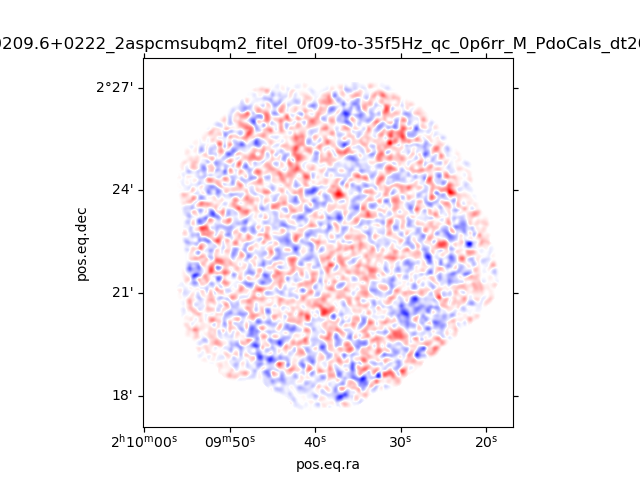 0209.6+0222_2aspcmsubqm2_fitel_0f09-to-35f5Hz_qc_0p6rr_M_PdoCals_dt20
2°27'
24'
21'
18'
pos.eq.dec
2ʰ10ᵐ00ˢ 09ᵐ50ˢ 40ˢ 30ˢ 20ˢ
pos.eq.ra